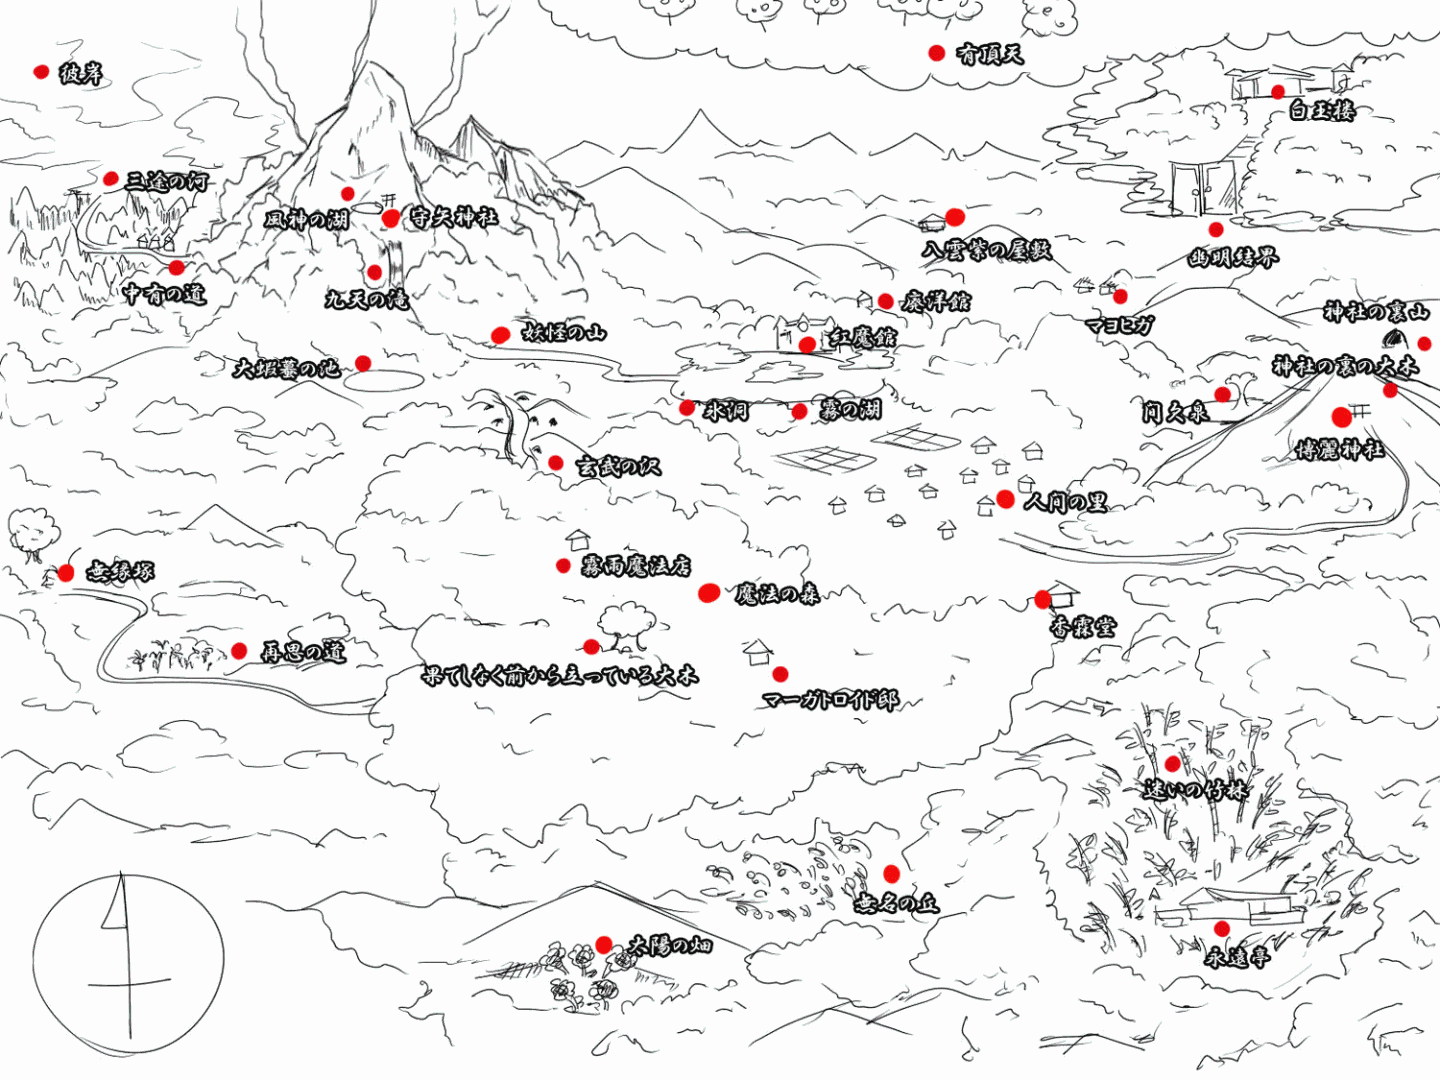 有頂天
彼岸
白玉楼
三途の河
風神の湖
守矢神社
八雲紫の屋敷
幽明結界
中有の道
九天の滝
廃洋館
マヨヒガ
神社の裏山
妖怪の山
紅魔館
大蝦蟇の池
神社の裏の大木
氷洞
霧の湖
間欠泉
博麗神社
玄武の沢
人間の里
無縁塚
霧雨魔法店
魔法の森
香霖堂
再思の道
果てしなく前から立っている大木
マーガトロイド邸
迷いの竹林
無名の丘
太陽の畑
永遠亭